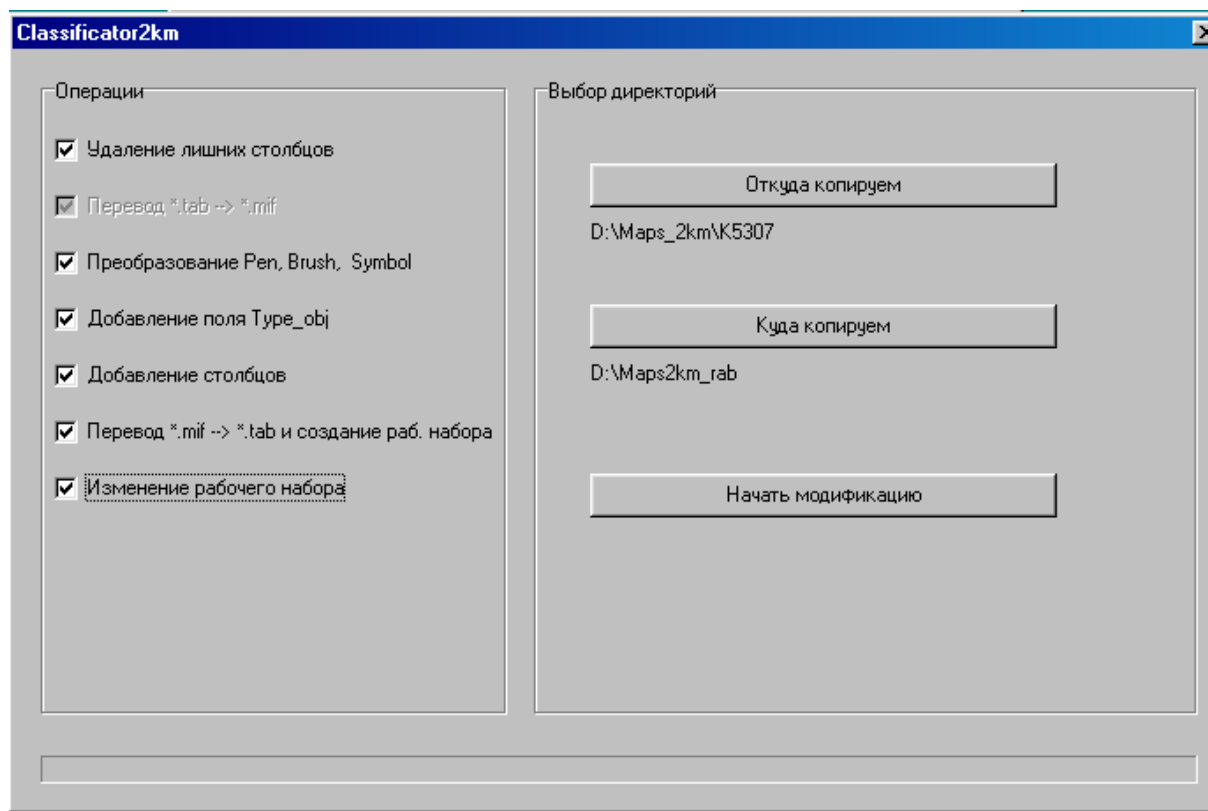 Classificator2km
Операции
Удаление лишних столбцов
Перевод *.tab --> *.mif
Преобразование Pen, Brush, Symbol
Добавление поля Type_obj
Добавление столбцов
Перевод *.mif --> *.tab и создание раб. набора
Изменение рабочего набора
Выбор директорий
Откуда копируем
D:\Maps_2km\K5307
Куда копируем
D:\Maps2km_rab
Начать модификацию